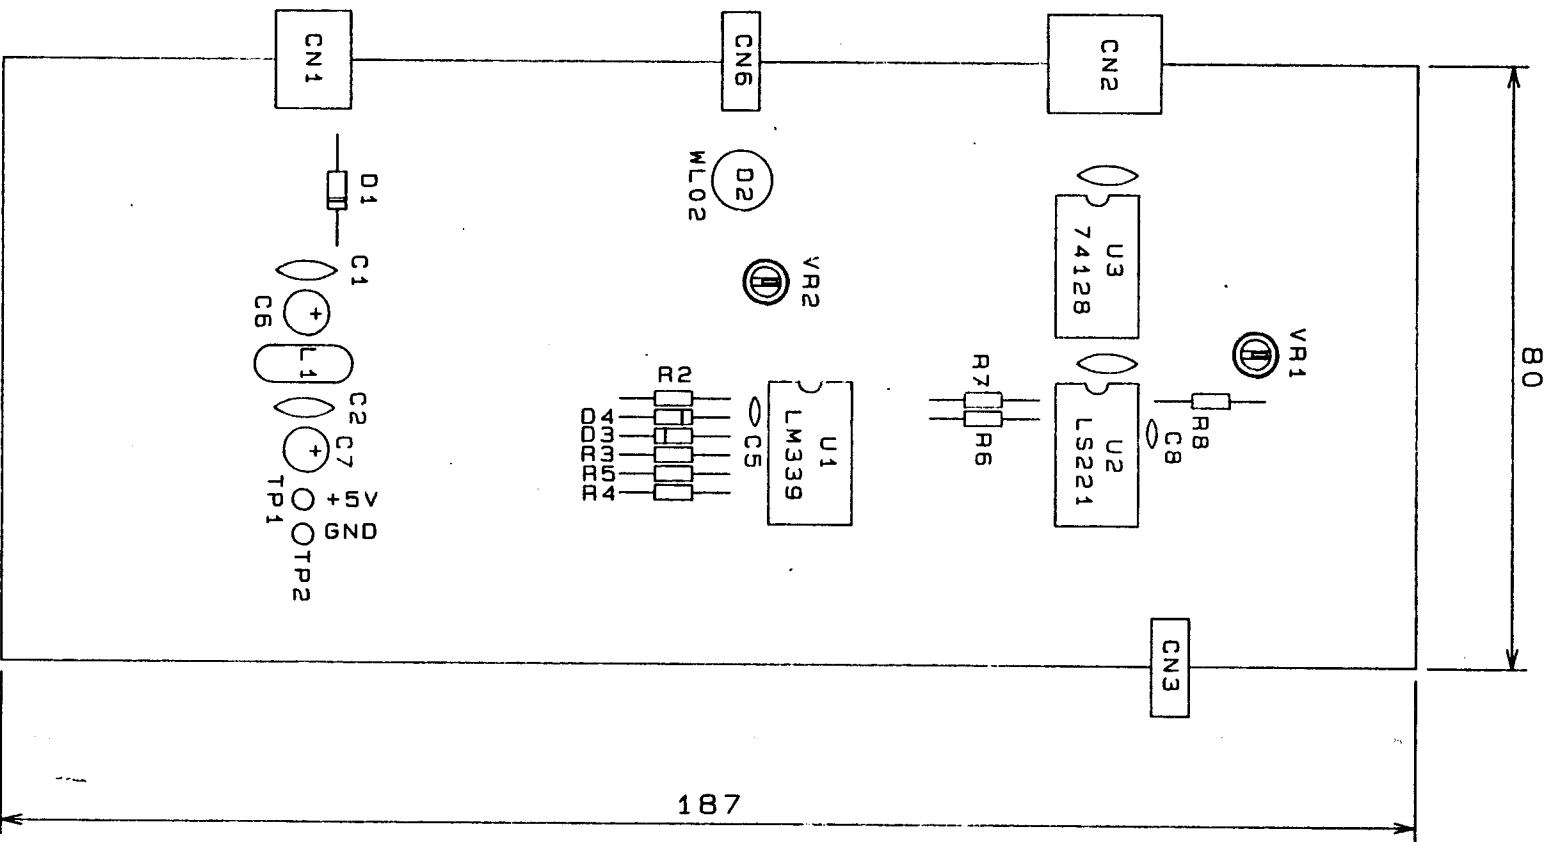 CN1
CN6
CN2
D1
WL02
D2
C1
C6
L1
C2
C7
TP1
+5V
GND
TP2
VR2
U3
74128
VR1
80
R2
D4
D3
R3
R5
R4
C5
U1
LM339
R7
R6
U2
LS221
C8
R8
CN3
187